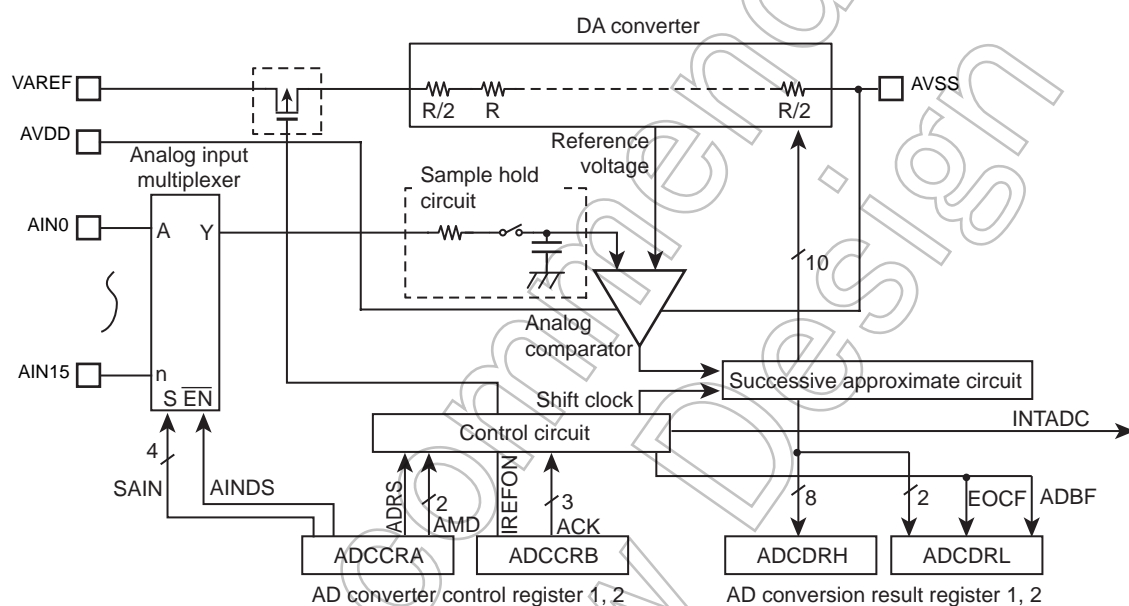 DA converter
VAREF
AVSS
R/2
R
R/2
AVDD
Reference
voltage
Analog input
multiplexer
Sample hold
circuit
AIN0
A
Y
10
Analog
comparator
AIN15
n
S EN
Successive approximate circuit
Shift clock
INTADC
Control circuit
4
SAIN
AINDS
ADRS
2
AMD
IREFON
3
ACK
8
2
EOCF
ADBF
ADCCRA
ADCCRB
ADCDRH
ADCDRL
AD converter control register 1, 2
AD conversion result register 1, 2